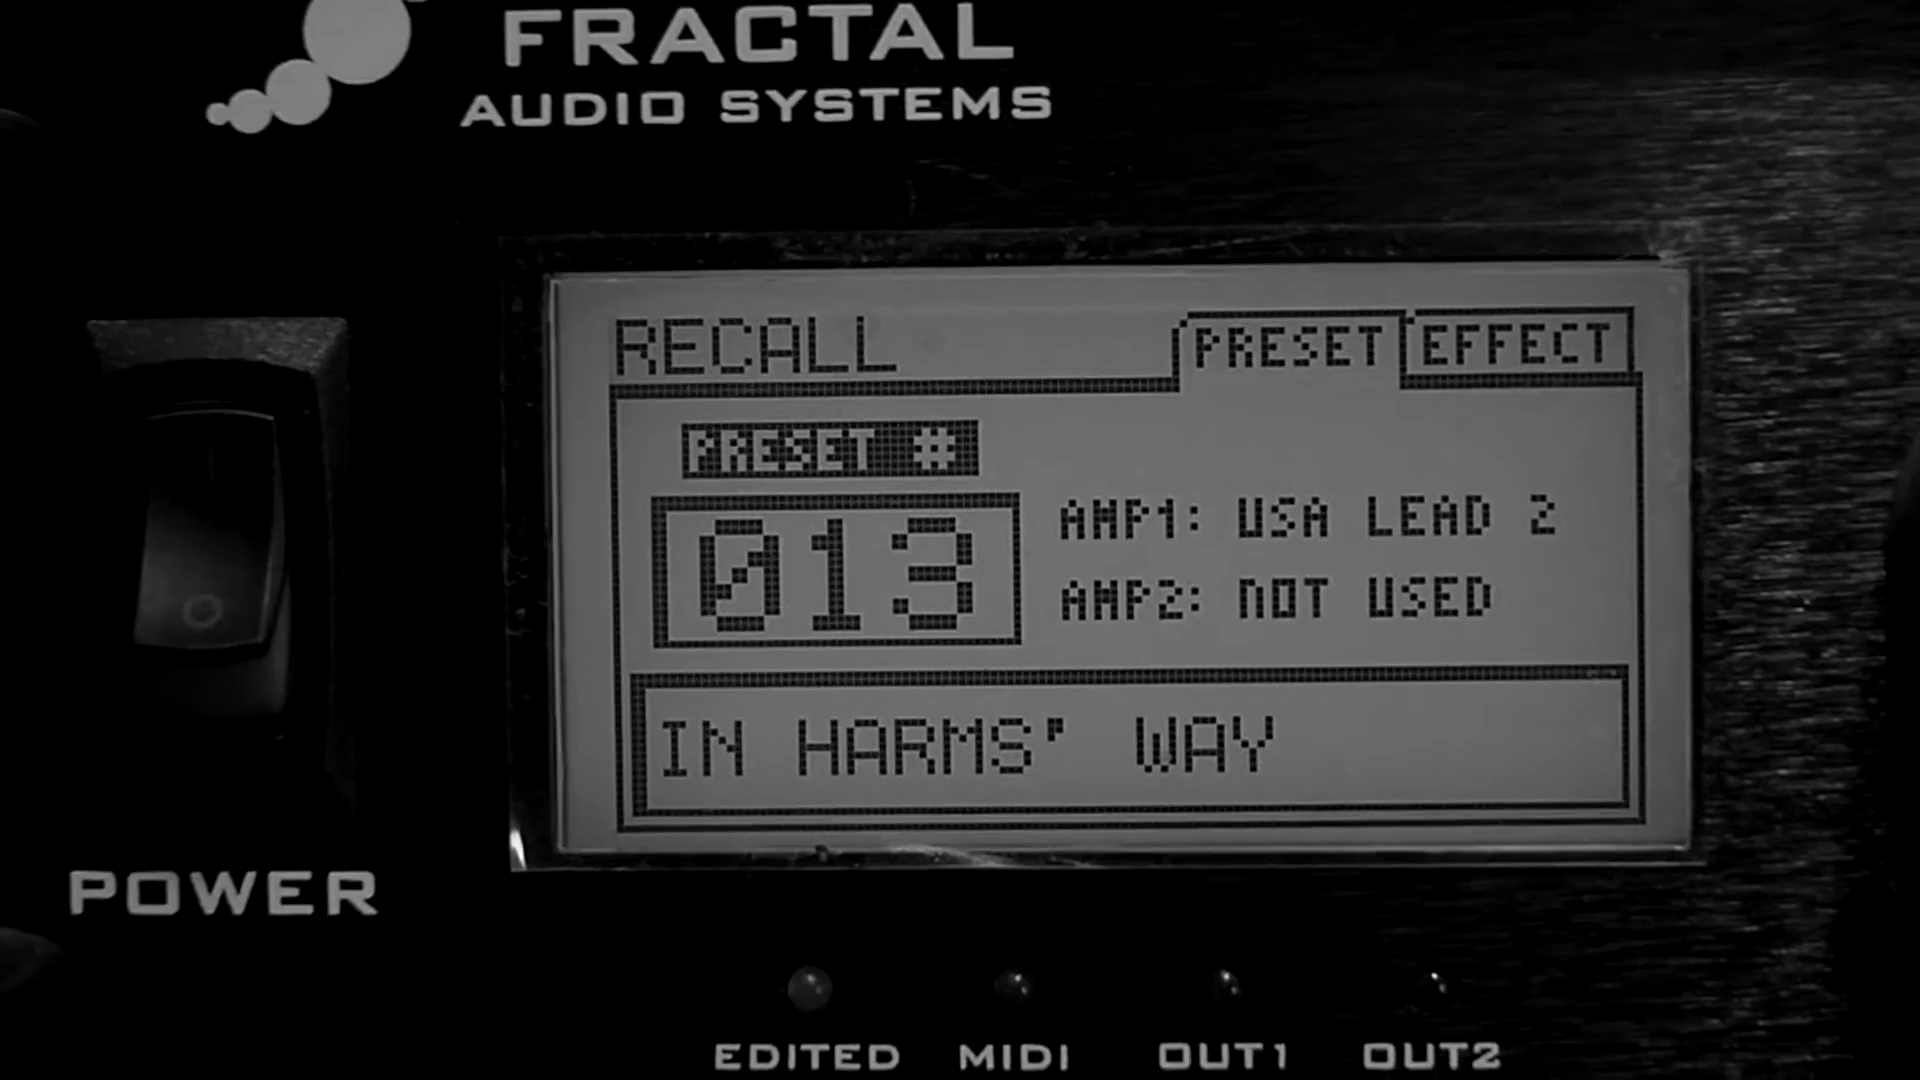 FRACTAL
AUDIO SYSTEMS
RECALL PRESET EFFECT
PRESET #
013
AMP1: USA LEAD 2
AMP2: NOT USED
IN HARMS' WAY
POWER
EDITED MIDI OUT1 OUT2